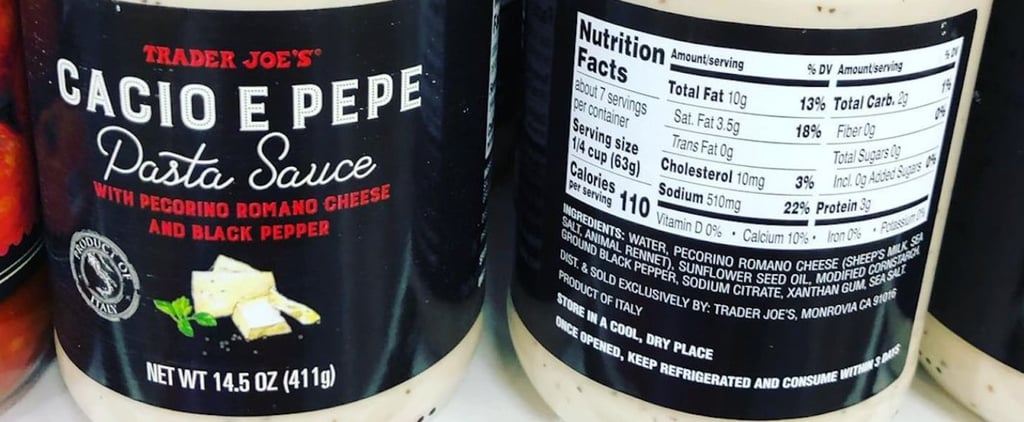 TRADER JOE'S®
CACIO E PEPE
Pasta Sauce
WITH PECORINO ROMANO CHEESE
AND BLACK PEPPER
PRODUCT OF
ITALY
NET WT 14.5 OZ (411g)
Nutrition
Facts
about 7 servings
per container
Serving size
1/4 cup (63g)
Calories
per serving 110
Amount/serving % DV
Total Fat 10g 13%
Sat. Fat 3.5g 18%
Trans Fat 0g
Cholesterol 10mg 3%
Sodium 510mg 22%
Amount/serving % DV
Total Carb. 2g 1%
Fiber 0g 0%
Total Sugars 0g
Incl. 0g Added Sugars 0%
Protein 3g
Vitamin D 0% • Calcium 10% • Iron 0% • Potassium 0%
INGREDIENTS: WATER, PECORINO ROMANO CHEESE (SHEEP'S MILK, SEA
SALT, ANIMAL RENNET), SUNFLOWER SEED OIL, MODIFIED CORNSTARCH,
GROUND BLACK PEPPER, SODIUM CITRATE, XANTHAN GUM, SEA SALT.
DIST. & SOLD EXCLUSIVELY BY: TRADER JOE'S, MONROVIA CA 91016
PRODUCT OF ITALY
STORE IN A COOL, DRY PLACE
ONCE OPENED, KEEP REFRIGERATED AND CONSUME WITHIN 3 DAYS